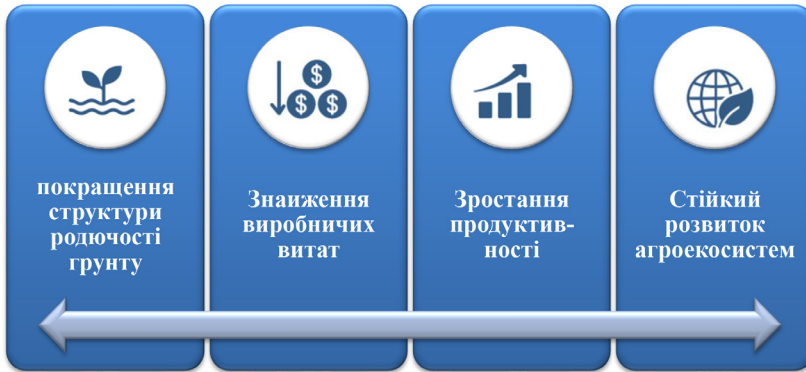 покращення
структури
родючості
грунту
Знаиження
виробничих
витат
Зростання
продуктив-
ності
Стійкий
розвиток
агроекосистем